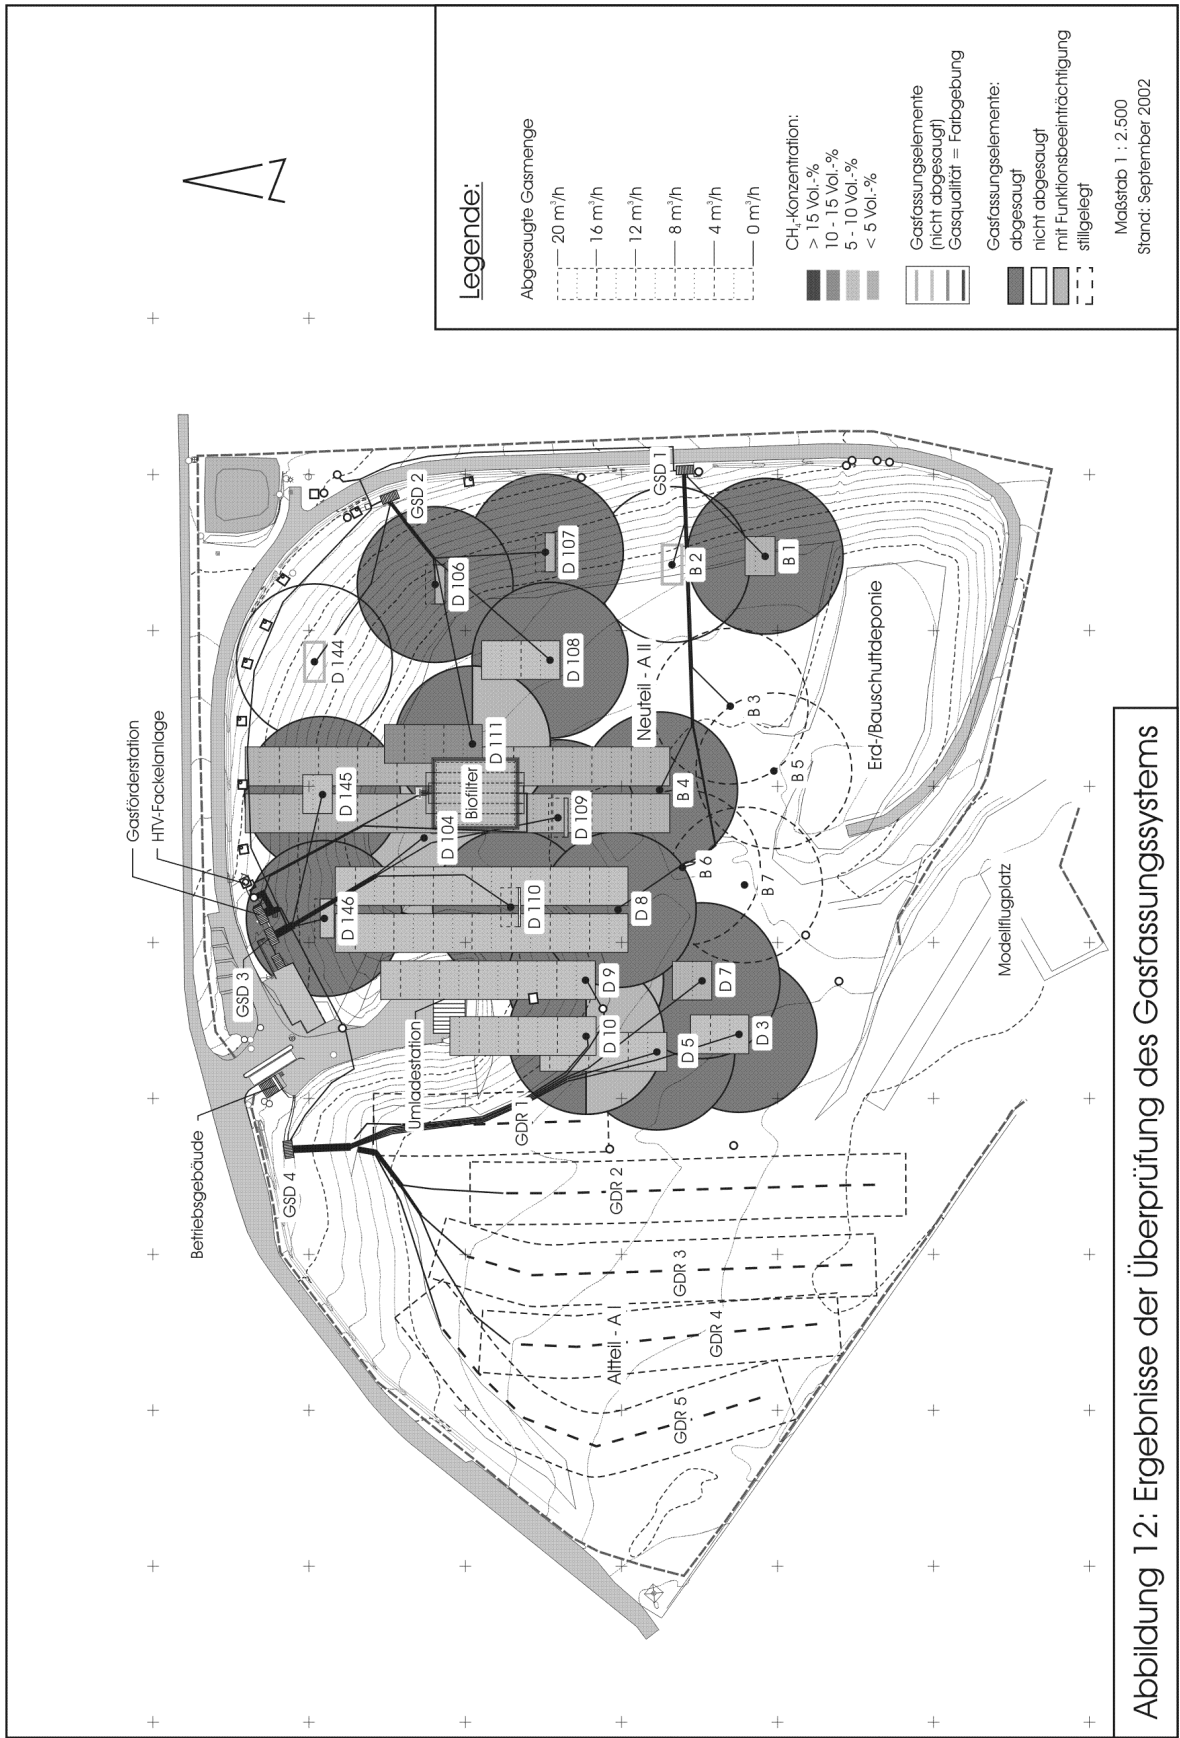 Legende:
Abgesaugte Gasmenge
20 m³/h
16 m³/h
12 m³/h
8 m³/h
4 m³/h
0 m³/h
CH₄-Konzentration:
> 15 Vol.-%
10 - 15 Vol.-%
5 - 10 Vol.-%
< 5 Vol.-%
Gasfassungselemente
(nicht abgesaugt)
Gasqualität = Farbgebung
Gasfassungselemente:
abgesaugt
nicht abgesaugt
mit Funktionsbeeinträchtigung
stillgelegt
Maßstab 1 : 2.500
Stand: September 2002
Gasförderstation
HTV-Fackelanlage
Betriebsgebäude
Umladestation
Biofilter
Neuteil - A II
Altteil - A I
Erd-/Bauschuttdeponie
Modellflugplatz
GSD 1
GSD 2
GSD 3
GSD 4
GDR 1
GDR 2
GDR 3
GDR 4
GDR 5
D 144
D 145
D 146
D 104
D 106
D 107
D 108
D 109
D 110
D 111
D 3
D 5
D 7
D 8
D 9
D 10
B 1
B 2
B 3
B 4
B 5
B 6
B 7
Abbildung 12: Ergebnisse der Überprüfung des Gasfassungssystems